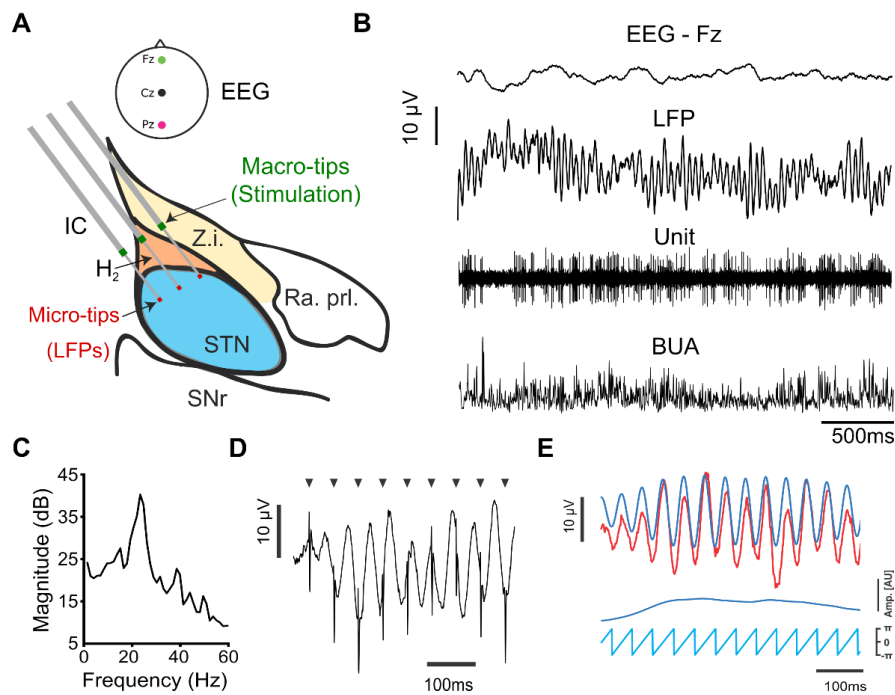 A
Fz
Cz
Pz
EEG
Macro-tips
(Stimulation)
IC
Z.i.
H2
Ra. prl.
Micro-tips
(LFPs)
STN
SNr
B
EEG - Fz
10 µV
LFP
Unit
BUA
500ms
C
45
35
25
15
5
Magnitude (dB)
0
20
40
60
Frequency (Hz)
D
10 µV
100ms
E
10 µV
Amp. [AU]
π
0
-π
100ms